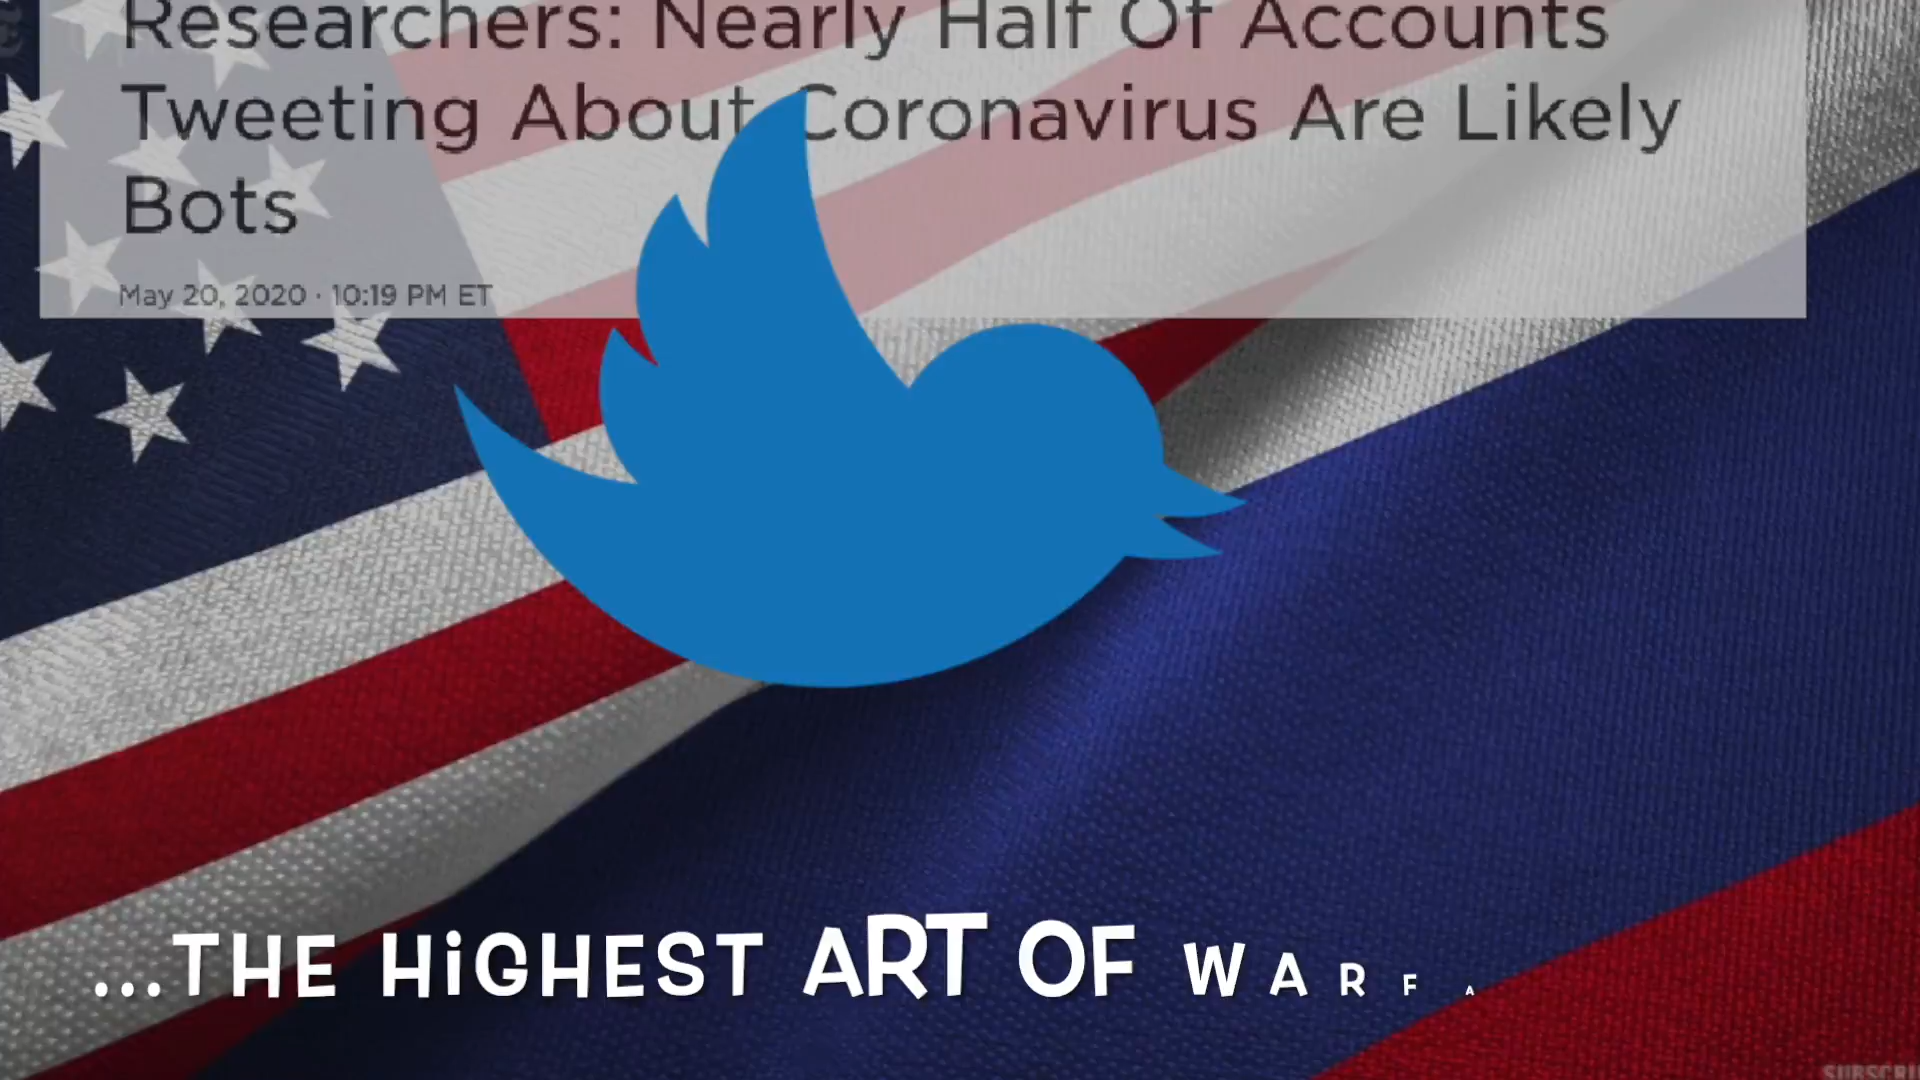 Researchers: Nearly Half Of Accounts
Tweeting About Coronavirus Are Likely
Bots
May 20, 2020 · 10:19 PM ET
...THE HiGHEST ART OF WARFA